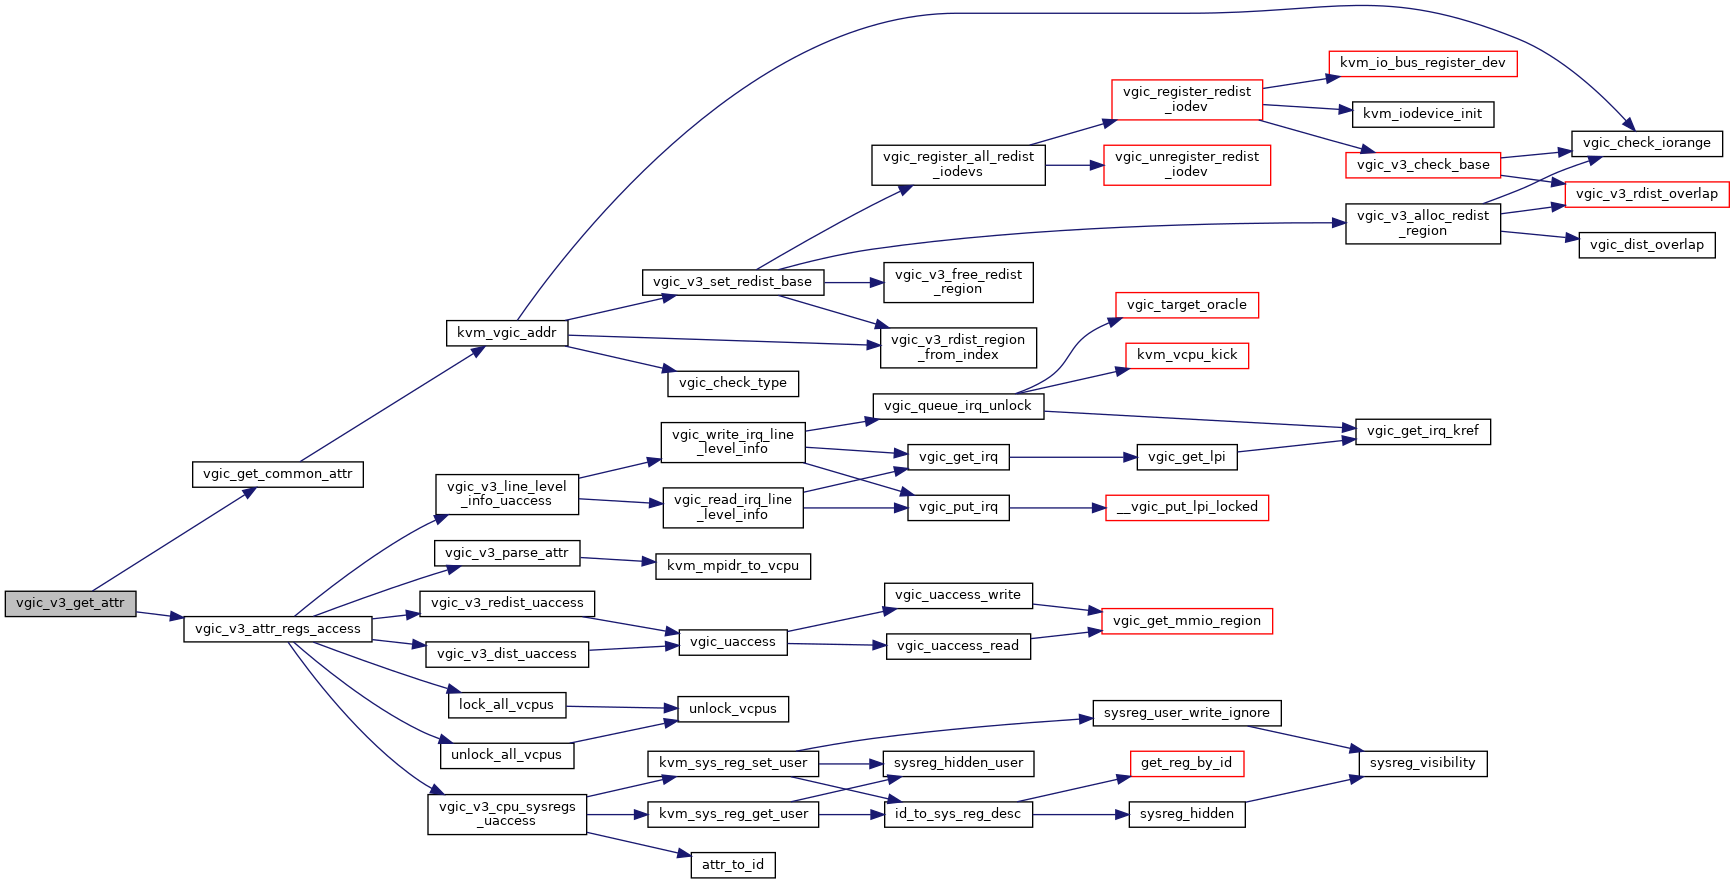 vgic_v3_get_attr
vgic_get_common_attr
vgic_v3_attr_regs_access
kvm_vgic_addr
vgic_v3_line_level
_info_uaccess
vgic_v3_parse_attr
vgic_v3_redist_uaccess
vgic_v3_dist_uaccess
lock_all_vcpus
unlock_all_vcpus
vgic_v3_cpu_sysregs
_uaccess
vgic_v3_set_redist_base
vgic_check_type
vgic_write_irq_line
_level_info
vgic_read_irq_line
_level_info
kvm_mpidr_to_vcpu
vgic_uaccess
unlock_vcpus
kvm_sys_reg_set_user
kvm_sys_reg_get_user
attr_to_id
vgic_register_all_redist
_iodevs
vgic_v3_free_redist
_region
vgic_v3_rdist_region
_from_index
vgic_queue_irq_unlock
vgic_get_irq
vgic_put_irq
vgic_uaccess_write
vgic_uaccess_read
sysreg_hidden_user
id_to_sys_reg_desc
vgic_register_redist
_iodev
vgic_unregister_redist
_iodev
vgic_target_oracle
kvm_vcpu_kick
vgic_get_lpi
__vgic_put_lpi_locked
vgic_get_mmio_region
sysreg_user_write_ignore
get_reg_by_id
sysreg_hidden
kvm_io_bus_register_dev
kvm_iodevice_init
vgic_v3_check_base
vgic_v3_alloc_redist
_region
vgic_get_irq_kref
sysreg_visibility
vgic_check_iorange
vgic_v3_rdist_overlap
vgic_dist_overlap